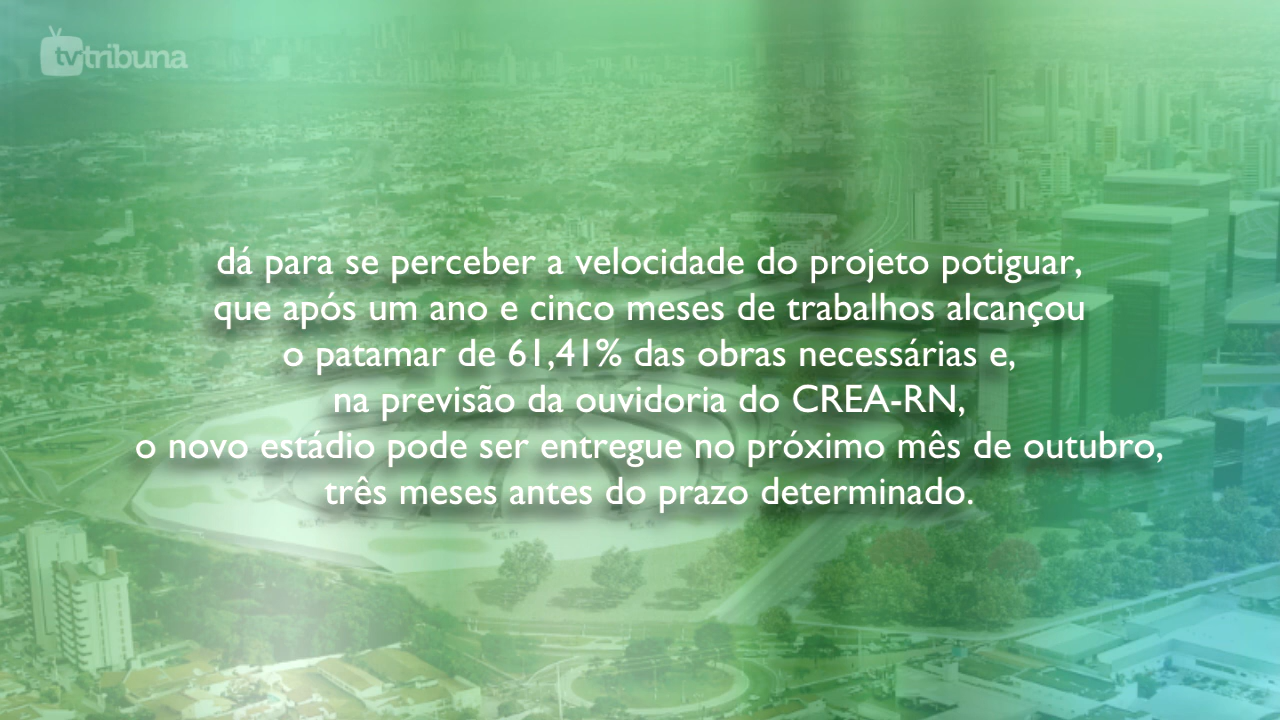 tv tribuna
dá para se perceber a velocidade do projeto potiguar,
que após um ano e cinco meses de trabalhos alcançou
o patamar de 61,41% das obras necessárias e,
na previsão da ouvidoria do CREA-RN,
o novo estádio pode ser entregue no próximo mês de outubro,
três meses antes do prazo determinado.